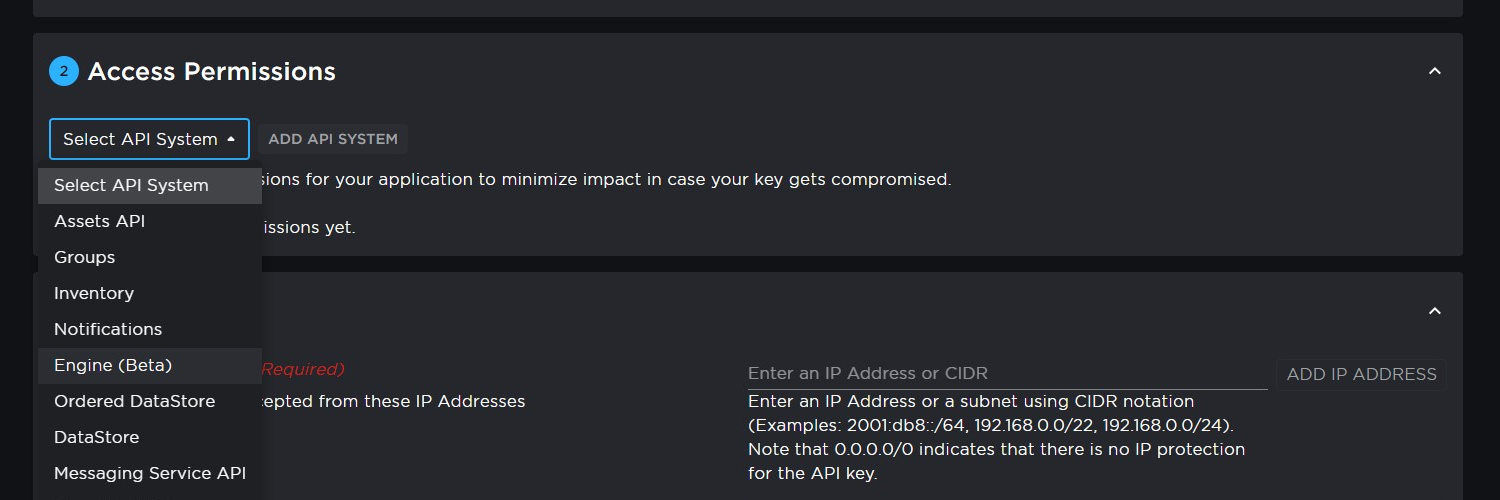 2 Access Permissions
Select API System ADD API SYSTEM
Select API System
sions for your application to minimize impact in case your key gets compromised.
Assets API
issions yet.
Groups
Inventory
Notifications
Engine (Beta)
Required)
Ordered DataStore
cepted from these IP Addresses
DataStore
Messaging Service API
Enter an IP Address or CIDR ADD IP ADDRESS
Enter an IP Address or a subnet using CIDR notation
(Examples: 2001:db8::/64, 192.168.0.0/22, 192.168.0.0/24).
Note that 0.0.0.0/0 indicates that there is no IP protection
for the API key.